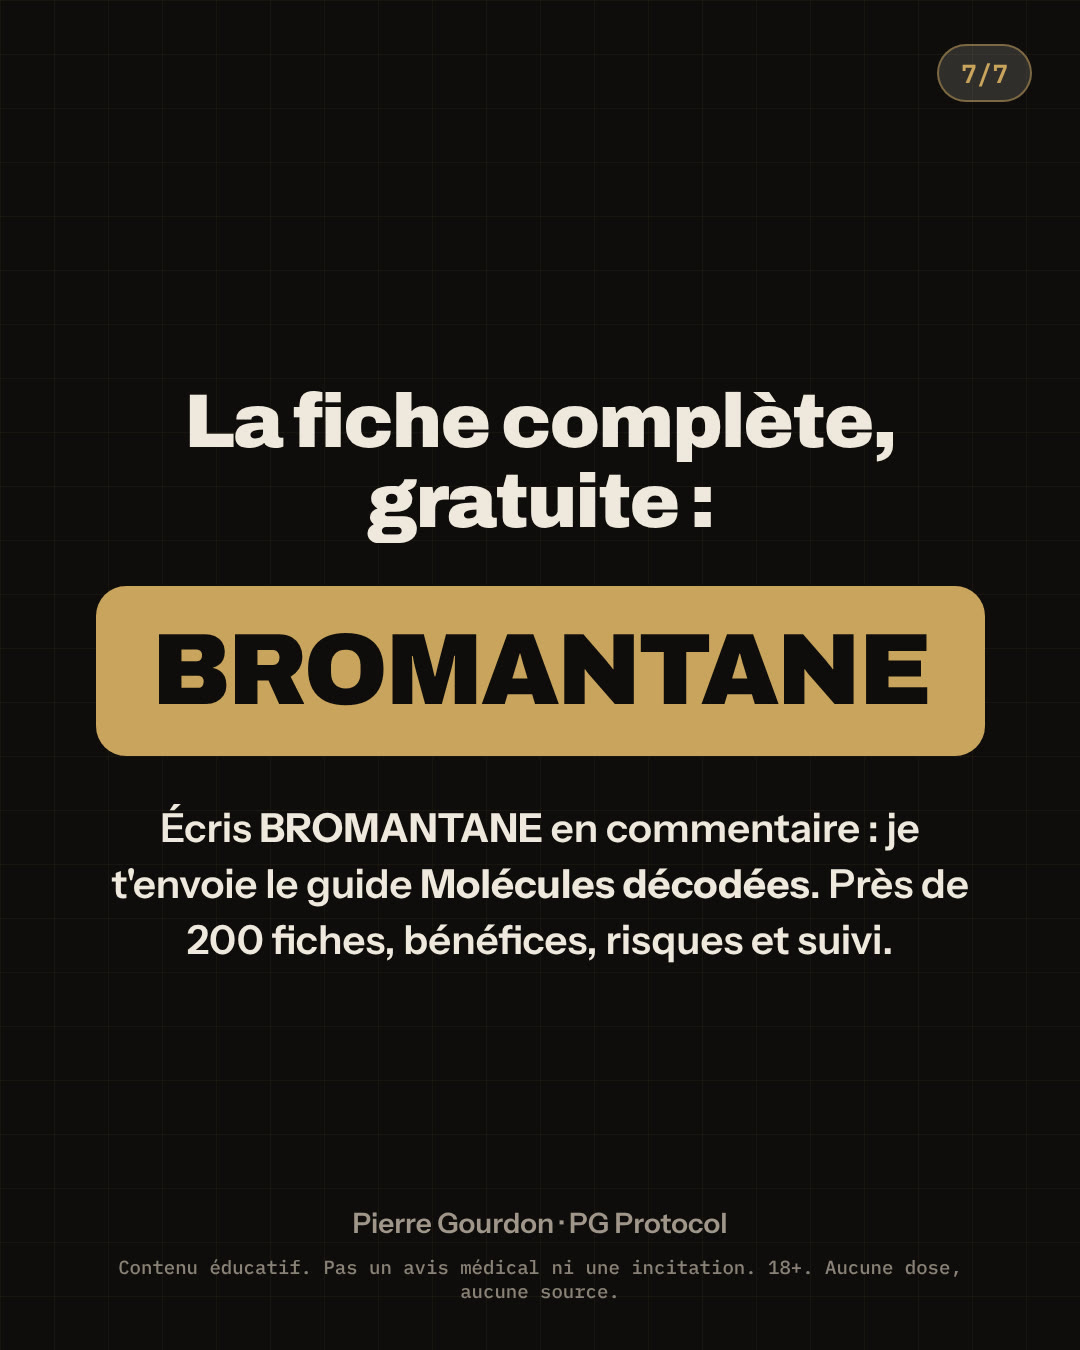 7/7
La fiche complète,
gratuite :
BROMANTANE
Écris BROMANTANE en commentaire : je
t'envoie le guide Molécules décodées. Près de
200 fiches, bénéfices, risques et suivi.
Pierre Gourdon · PG Protocol
Contenu éducatif. Pas un avis médical ni une incitation. 18+. Aucune dose,
aucune source.